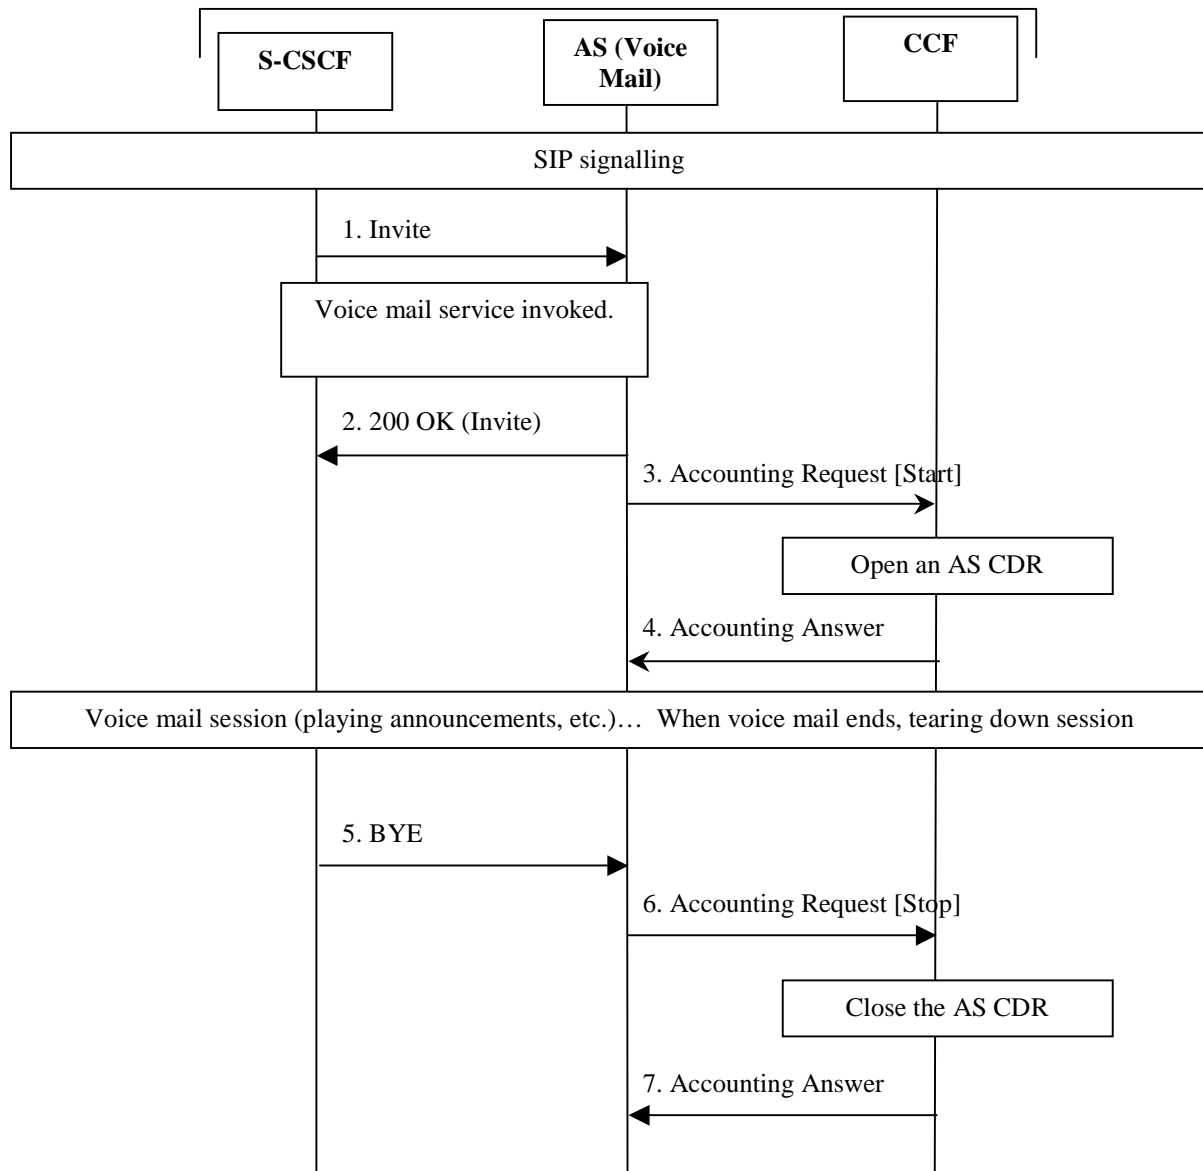 S-CSCF
AS (Voice
Mail)
CCF
SIP signalling
1. Invite
Voice mail service invoked.
2. 200 OK (Invite)
3. Accounting Request [Start]
Open an AS CDR
4. Accounting Answer
Voice mail session (playing announcements, etc.)… When voice mail ends, tearing down session
5. BYE
6. Accounting Request [Stop]
Close the AS CDR
7. Accounting Answer